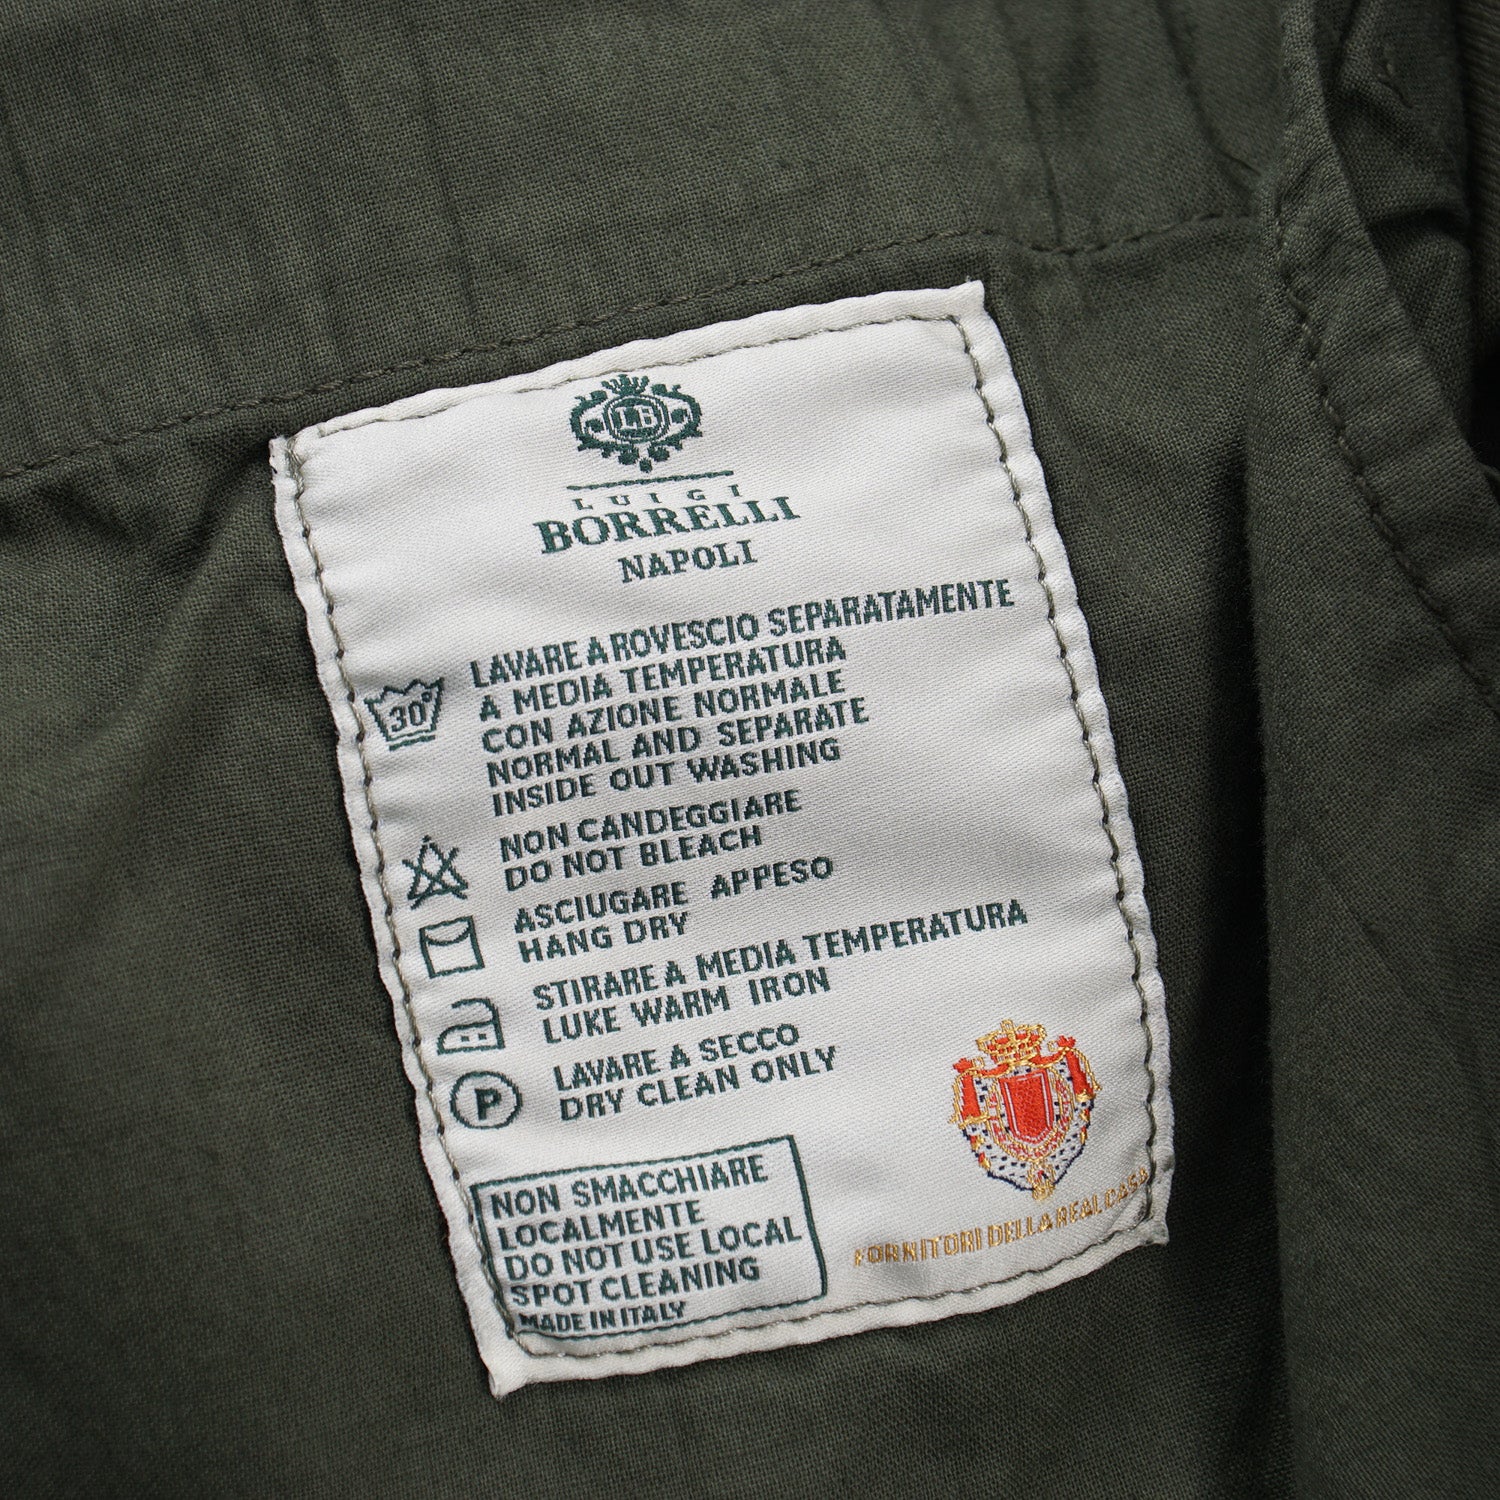 LB
LUIGI
BORRELLI
NAPOLI
LAVARE A ROVESCIO SEPARATAMENTE
A MEDIA TEMPERATURA
CON AZIONE NORMALE
NORMAL AND SEPARATE
INSIDE OUT WASHING
30°
NON CANDEGGIARE
DO NOT BLEACH
ASCIUGARE APPESO
HANG DRY
STIRARE A MEDIA TEMPERATURA
LUKE WARM IRON
LAVARE A SECCO
DRY CLEAN ONLY
P
NON SMACCHIARE
LOCALMENTE
DO NOT USE LOCAL
SPOT CLEANING
MADE IN ITALY
FORNITORI DELLA REAL CASA